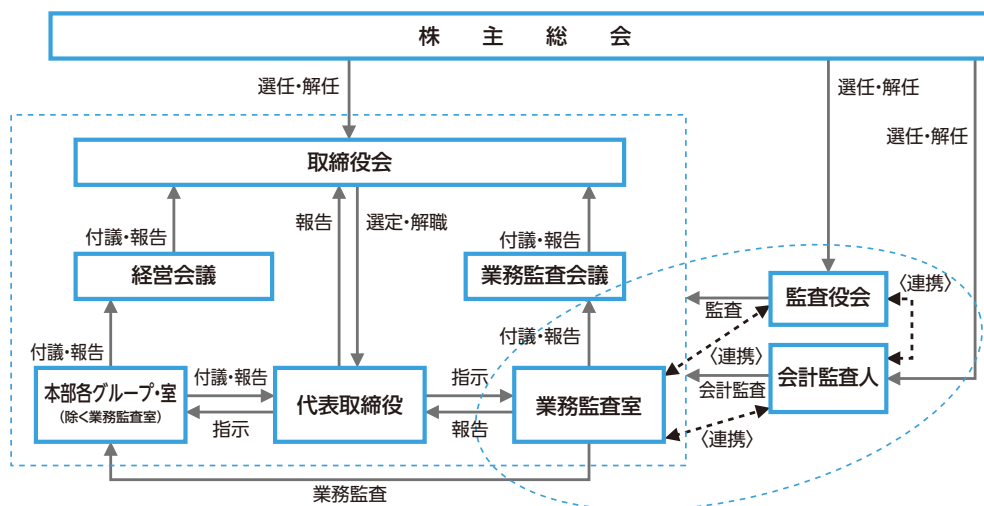 株主総会
選任・解任
選任・解任
選任・解任
取締役会
報告
選定・解職
付議・報告
付議・報告
経営会議
業務監査会議
監査役会
〈連携〉
監査
付議・報告
付議・報告
〈連携〉
本部各グループ・室
(除く業務監査室)
付議・報告
指示
代表取締役
指示
報告
業務監査室
会計監査
会計監査人
〈連携〉
業務監査